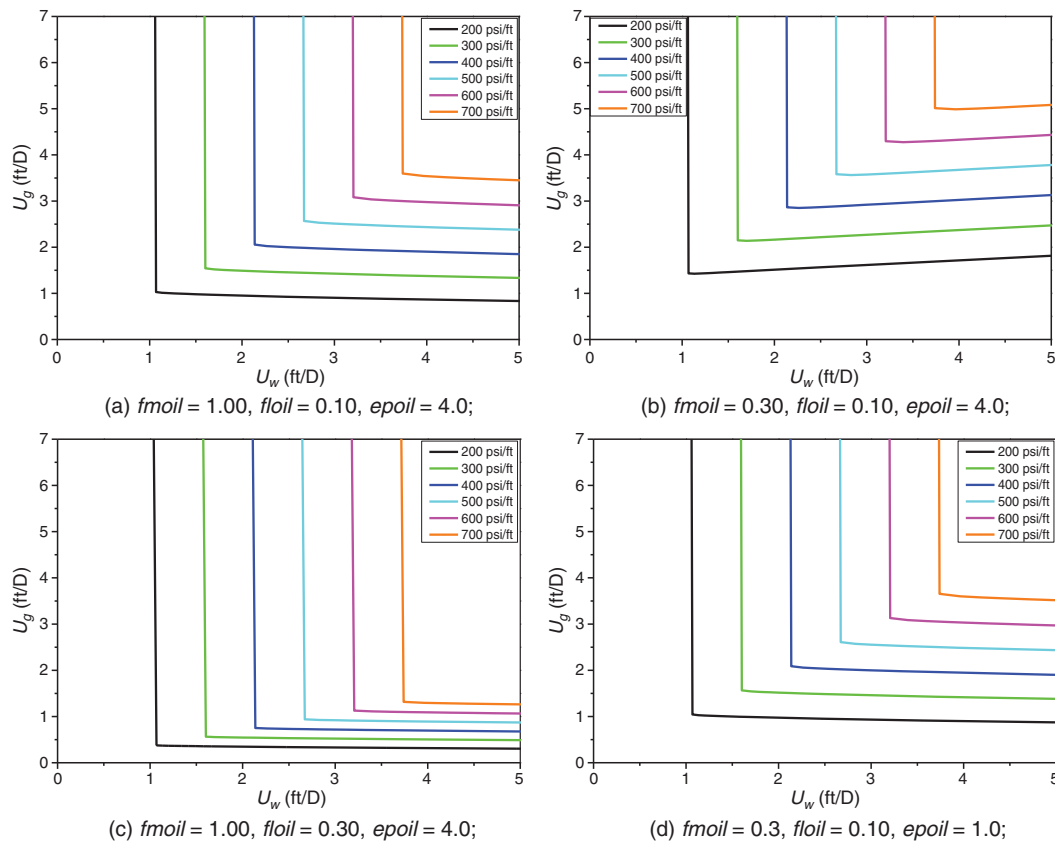 7
6
5
4
3
2
1
0
U_g (ft/D)
200 psi/ft
300 psi/ft
400 psi/ft
500 psi/ft
600 psi/ft
700 psi/ft
0 1 2 3 4 5
U_w (ft/D)
(a) fmoil = 1.00, floil = 0.10, epoil = 4.0;
7
6
5
4
3
2
1
0
U_g (ft/D)
200 psi/ft
300 psi/ft
400 psi/ft
500 psi/ft
600 psi/ft
700 psi/ft
0 1 2 3 4 5
U_w (ft/D)
(b) fmoil = 0.30, floil = 0.10, epoil = 4.0;
7
6
5
4
3
2
1
0
U_g (ft/D)
200 psi/ft
300 psi/ft
400 psi/ft
500 psi/ft
600 psi/ft
700 psi/ft
0 1 2 3 4 5
U_w (ft/D)
(c) fmoil = 1.00, floil = 0.30, epoil = 4.0;
7
6
5
4
3
2
1
0
U_g (ft/D)
200 psi/ft
300 psi/ft
400 psi/ft
500 psi/ft
600 psi/ft
700 psi/ft
0 1 2 3 4 5
U_w (ft/D)
(d) fmoil = 0.3, floil = 0.10, epoil = 1.0;